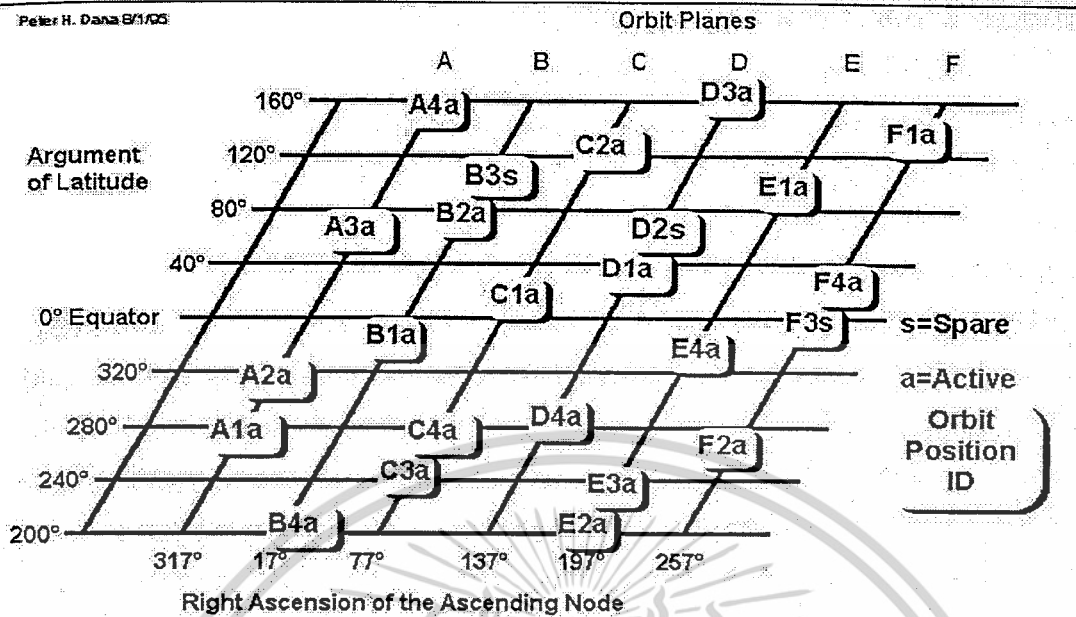 Peter H. Dana 8/1/95
Orbit Planes
A B C D E F
160° A4a D3a
F1a
Argument of Latitude
120° C2a
B3s
E1a
80° B2a
A3a D2s
40° D1a
F4a
C1a
0° Equator F3s s=Spare
B1a
E4a
320° A2a a=Active
D4a
280° A1a C4a Orbit Position ID
F2a
240° C3a
E3a
200° B4a E2a
317° 17° 77° 137° 197° 257°
Right Ascension of the Ascending Node